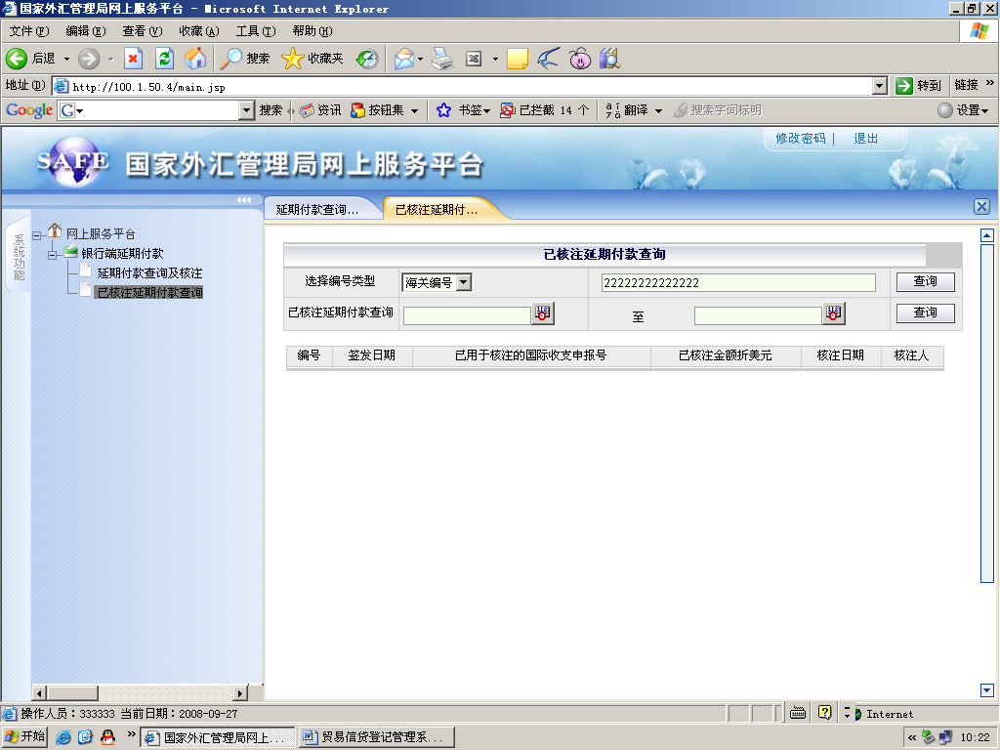 国家外汇管理局网上服务平台 - Microsoft Internet Explorer
文件(F) 编辑(E) 查看(V) 收藏(A) 工具(T) 帮助(H)
后退 搜索 收藏夹
地址(D) http://100.1.50.4/main.jsp 转到 链接 »
Google G 搜索 资讯 按钮集 书签 已拦截 14 个 翻译 搜索字词标明 设置
SAFE 国家外汇管理局网上服务平台 修改密码 | 退出
延期付款查询... 已核注延期付...
系统功能
网上服务平台
银行端延期付款
延期付款查询及核注
已核注延期付款查询
已核注延期付款查询
选择编号类型 海关编号 22222222222222 查询
已核注延期付款查询 至 查询
编号 签发日期 已用于核注的国际收支申报号 已核注金额折美元 核注日期 核注人
操作人员：333333 当前日期：2008-09-27 Internet
开始 » 国家外汇管理局网上... 贸易信贷登记管理系... « 10:22